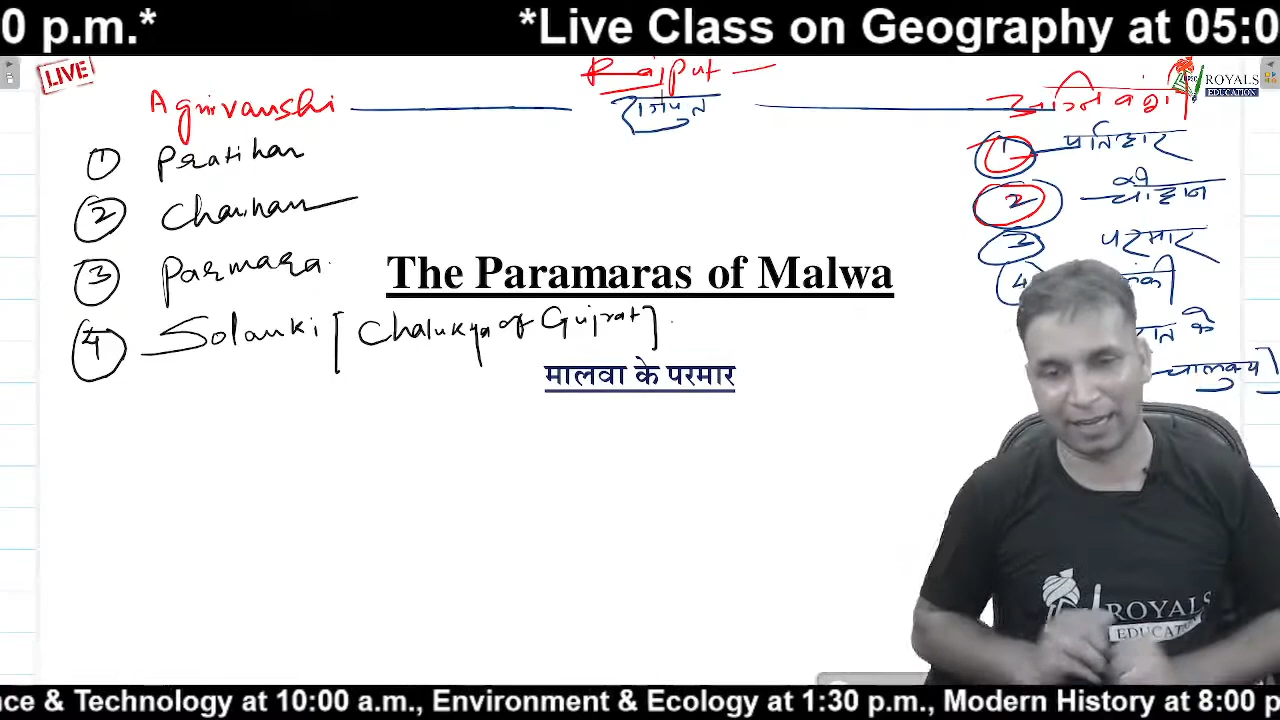 0 p.m.* *Live Class on Geography at 05:0
LIVE
Rajput
राजपूत
Agnivanshi
अग्निवंशी
ROYALS
EDUCATION
① Pratihar
① प्रतिहार
② Chauhan
② चौहान
③ Parmara
③ परमार
The Paramaras of Malwa
④ Solanki [Chalukya of Gujrat]
④
के
चालुक्य]
मालवा के परमार
ROYALS
EDUCAT
ce & Technology at 10:00 a.m., Environment & Ecology at 1:30 p.m., Modern History at 8:00 p